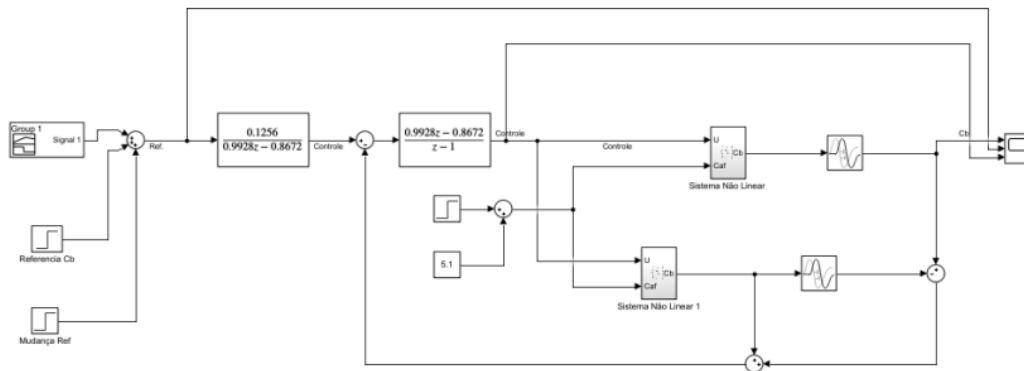 Group 1
Signal 1
Ref.
0.1256
0.9928z − 0.8672
Controle
0.9928z − 0.8672
z − 1
Controle
Controle
U
Caf
Cb
Sistema Não Linear
Cb
Referencia Cb
5.1
U
Caf
Cb
Sistema Não Linear 1
Mudança Ref